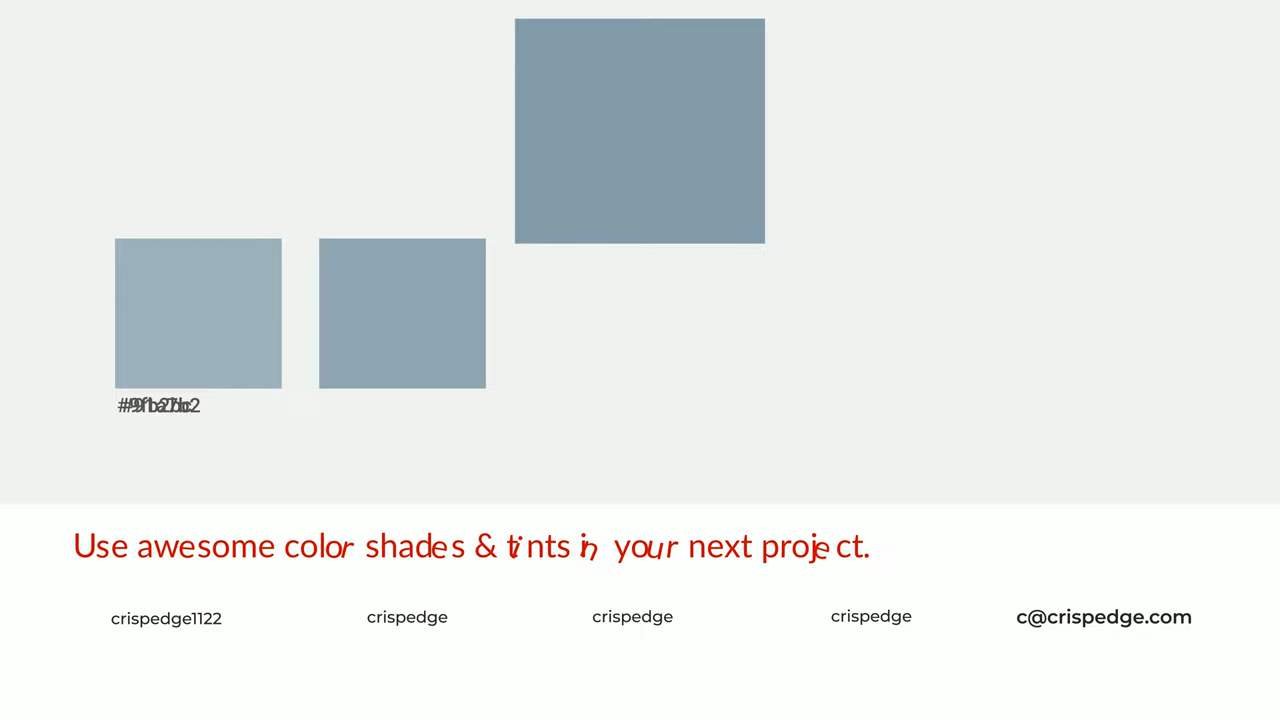 Use awesome color shades & tints in your next project.
crispedge1122 crispedge crispedge crispedge c@crispedge.com